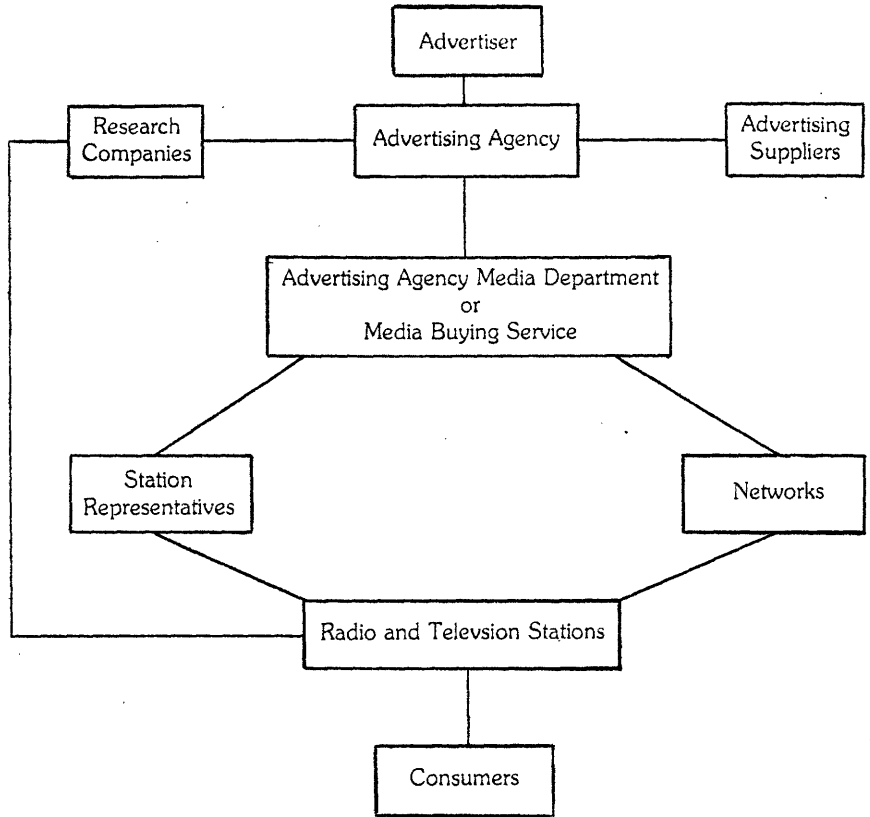 Advertiser
Research
Companies
Advertising Agency
Advertising
Suppliers
Advertising Agency Media Department
or
Media Buying Service
Station
Representatives
Networks
Radio and Televsion Stations
Consumers